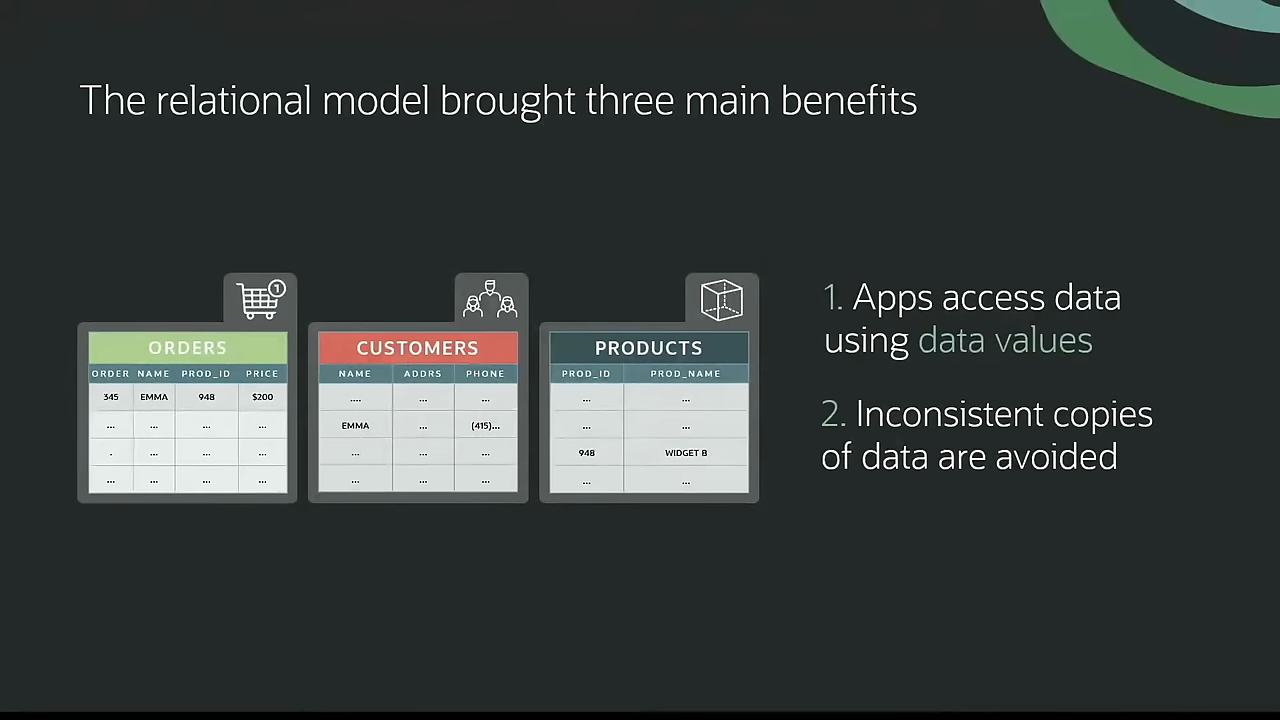 The relational model brought three main benefits
1
ORDERS
ORDER NAME PROD_ID PRICE
345 EMMA 948 $200
... ... ... ...
. ... ... ...
... ... ... ...
CUSTOMERS
NAME ADDRS PHONE
.... ... ...
EMMA ... (415)...
... ... ...
... ... ...
PRODUCTS
PROD_ID PROD_NAME
... ...
... ...
948 WIDGET B
... ...
1. Apps access data
using data values
2. Inconsistent copies
of data are avoided